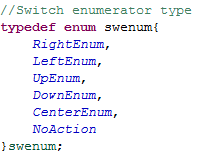 //Switch enumerator type
typedef enum swenum{
    RightEnum,
    LeftEnum,
    UpEnum,
    DownEnum,
    CenterEnum,
    NoAction
}swenum;